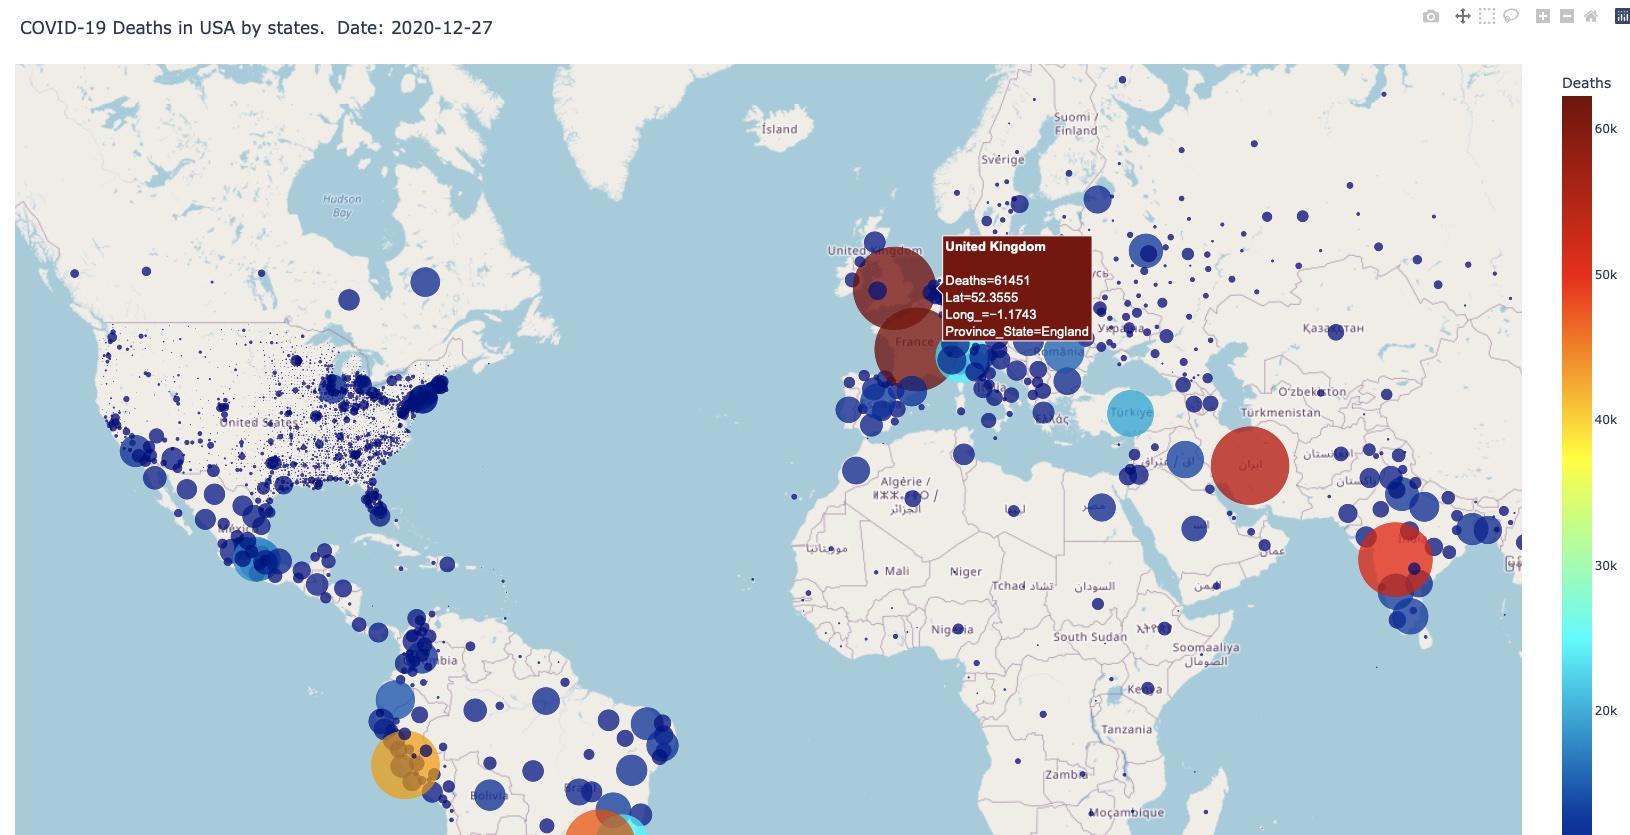 COVID-19 Deaths in USA by states.  Date: 2020-12-27
Deaths
60k
50k
40k
30k
20k
Ísland
Suomi /
Finland
Sverige
Hudson
Bay
United Kingdom
United Kingdom
Deaths=61451
Lat=52.3555
Long_=−1.1743
Province_State=England
France
Україна
România
Қазақстан
Ελλάς
Türkiye
O'zbekiston
Türkmenistan
United States
México
Algérie /
الجزائر
ليبيا
مصر
ایران
India
عمان
اليمن
موريتانيا
Mali
Niger
Tchad تشاد
السودان
Nigeria
South Sudan
Soomaaliya
الصومال
Kenya
Tanzania
Zambia
Moçambique
Bolivia
Brasil